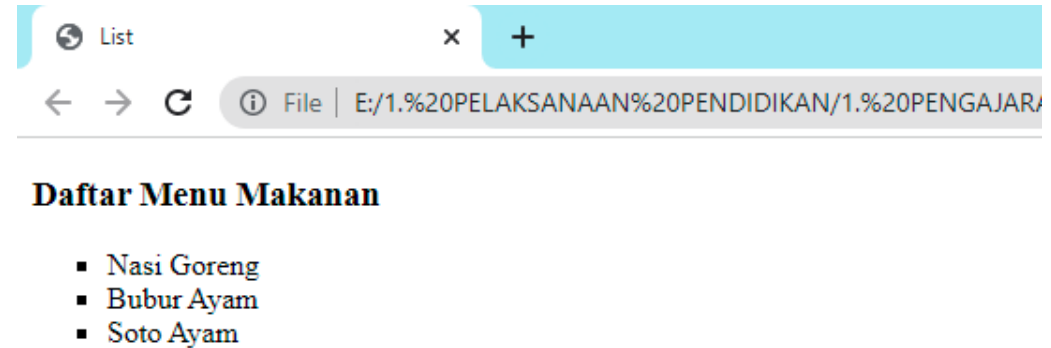 List
File E:/1.%20PELAKSANAAN%20PENDIDIKAN/1.%20PENGAJARA
Daftar Menu Makanan
Nasi Goreng
Bubur Ayam
Soto Ayam